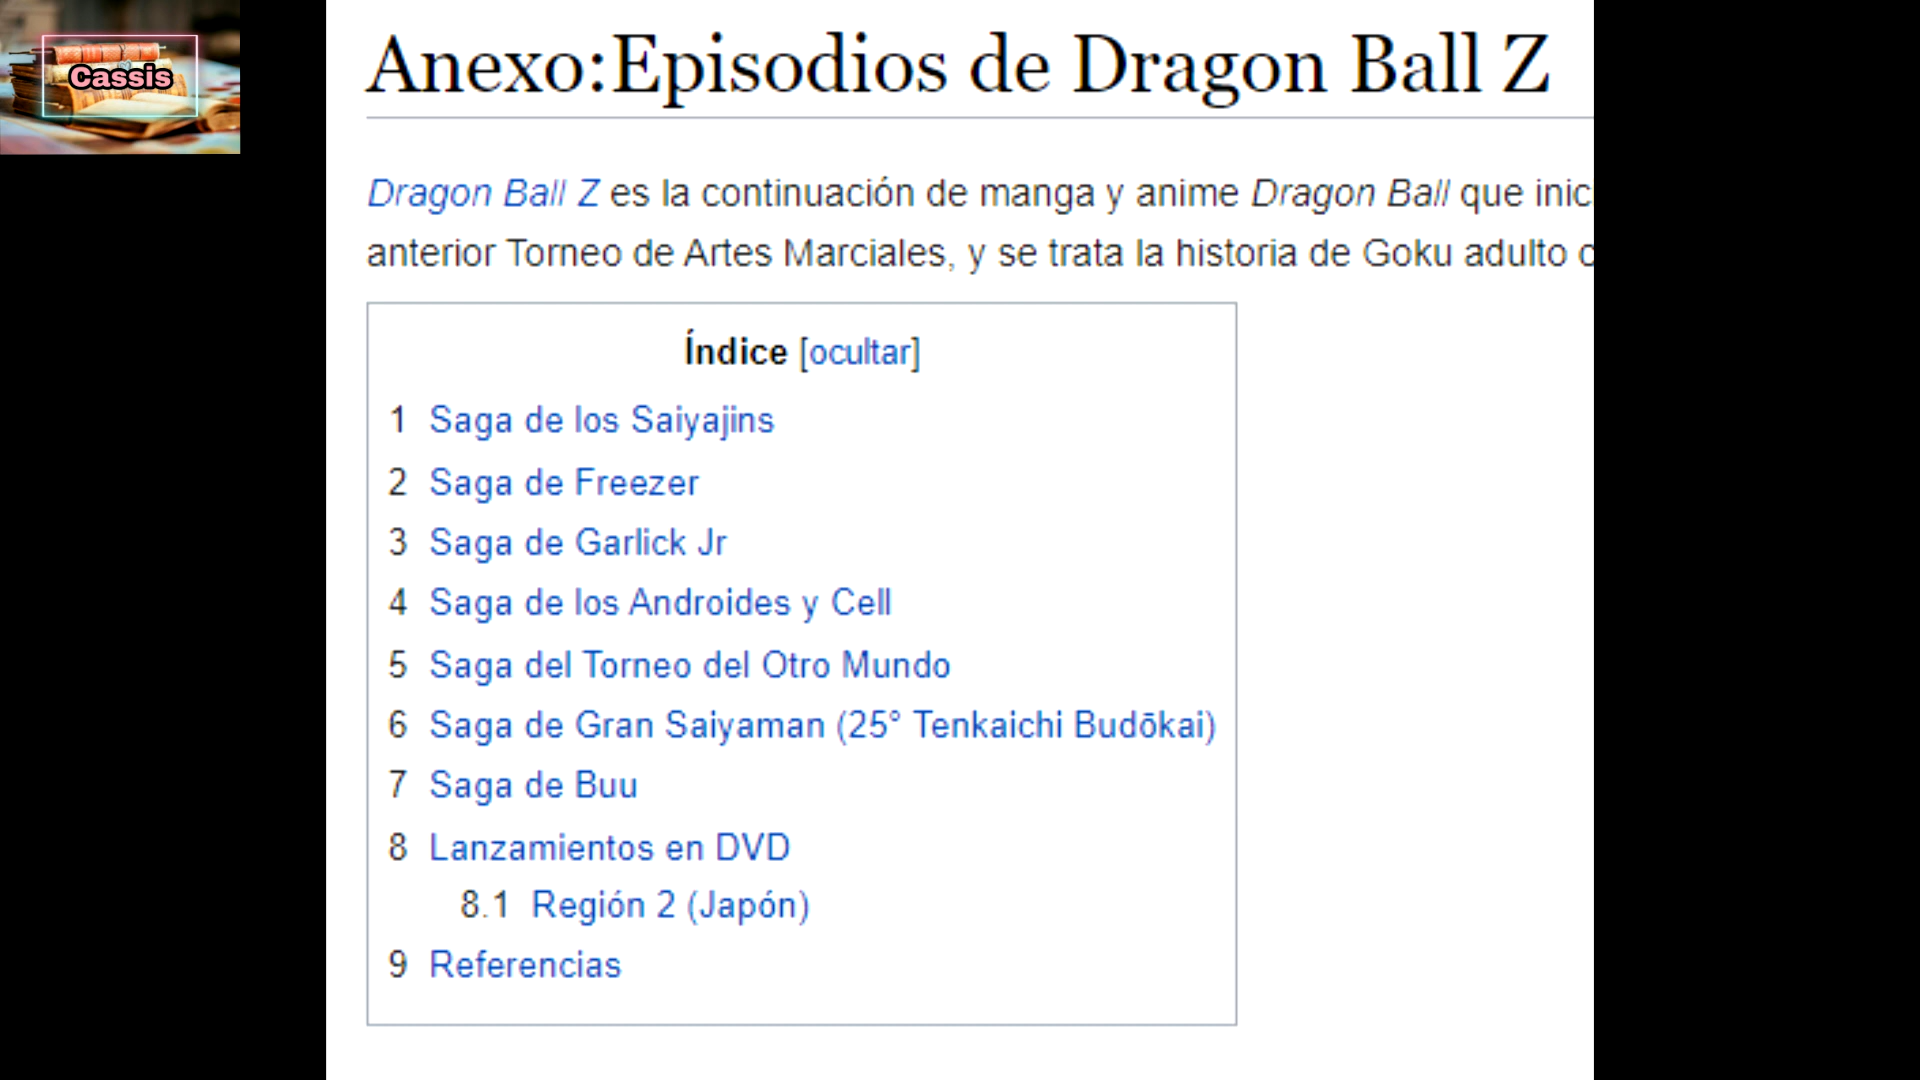 Cassis
Anexo:Episodios de Dragon Ball Z
Dragon Ball Z es la continuación de manga y anime Dragon Ball que inic
anterior Torneo de Artes Marciales, y se trata la historia de Goku adulto
Índice [ocultar]
1 Saga de los Saiyajins
2 Saga de Freezer
3 Saga de Garlick Jr
4 Saga de los Androides y Cell
5 Saga del Torneo del Otro Mundo
6 Saga de Gran Saiyaman (25° Tenkaichi Budōkai)
7 Saga de Buu
8 Lanzamientos en DVD
8.1 Región 2 (Japón)
9 Referencias